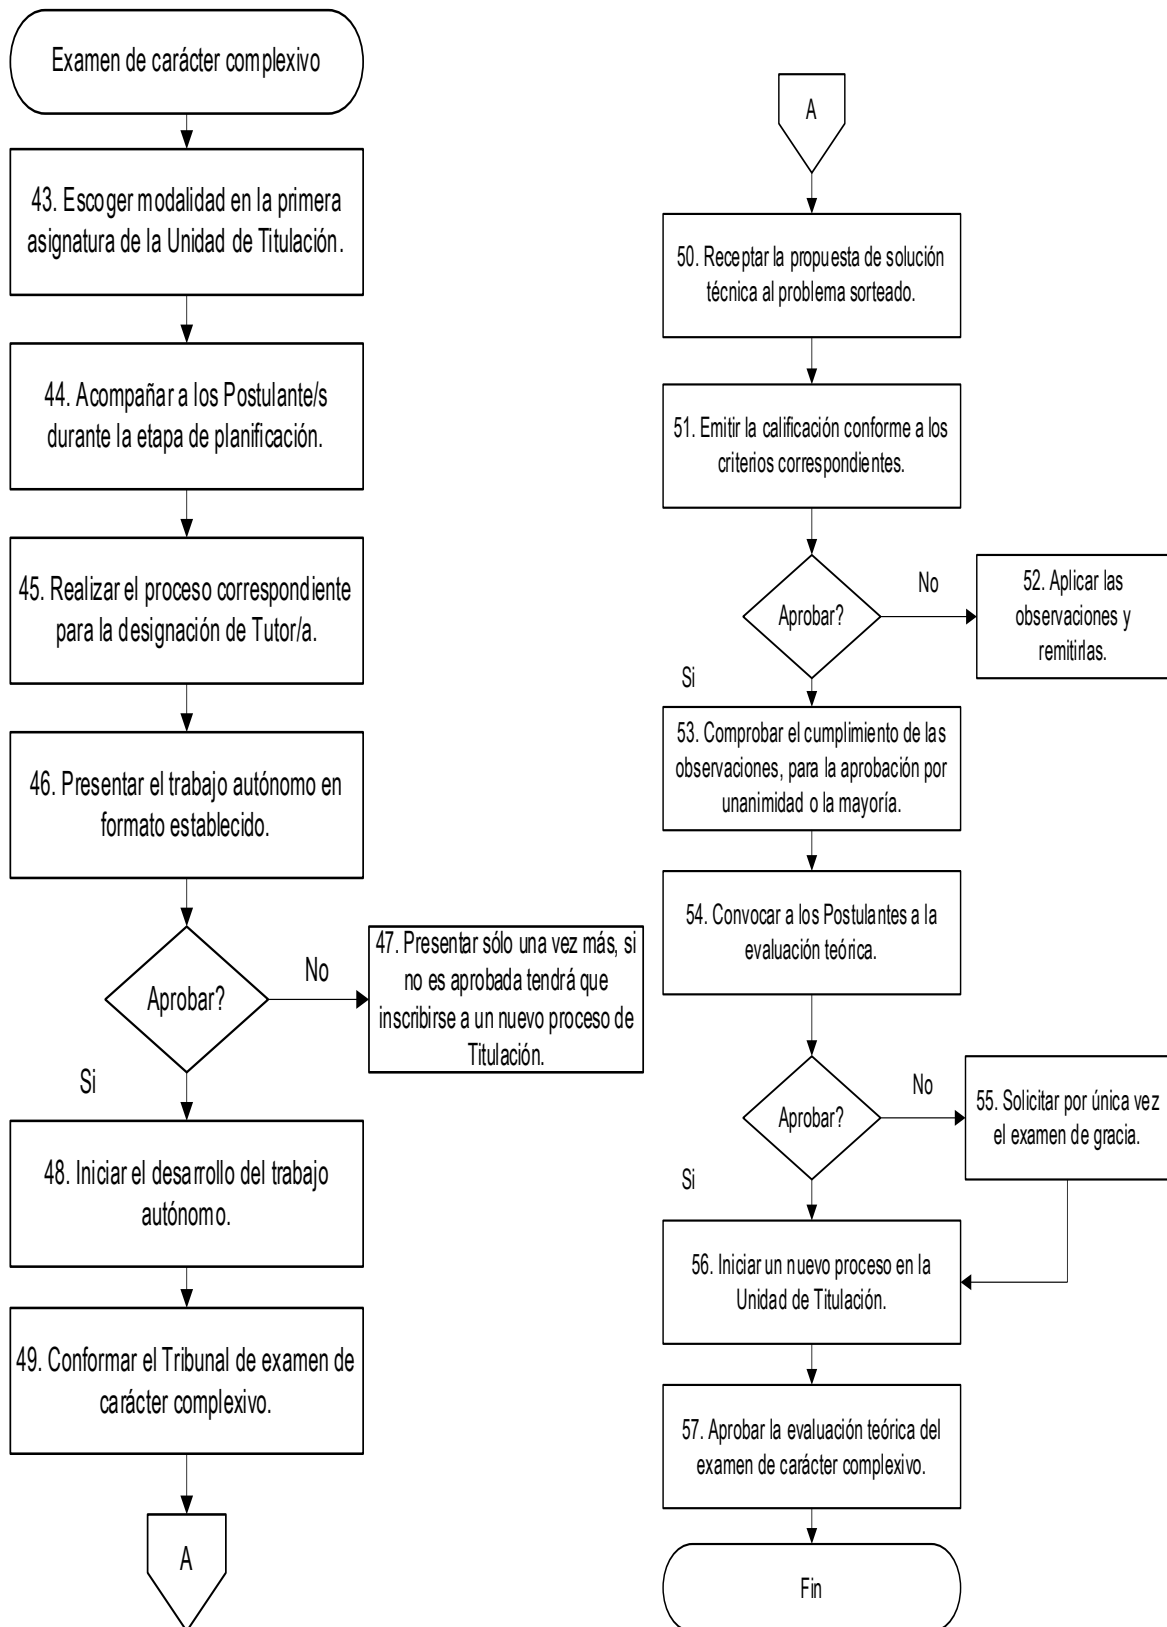 Examen de carácter complexivo
43. Escoger modalidad en la primera
asignatura de la Unidad de Titulación.
44. Acompañar a los Postulante/s
durante la etapa de planificación.
45. Realizar el proceso correspondiente
para la designación de Tutor/a.
46. Presentar el trabajo autónomo en
formato establecido.
Aprobar?
No
47. Presentar sólo una vez más, si
no es aprobada tendrá que
inscribirse a un nuevo proceso de
Titulación.
Si
48. Iniciar el desarrollo del trabajo
autónomo.
49. Conformar el Tribunal de examen de
carácter complexivo.
A
A
50. Receptar la propuesta de solución
técnica al problema sorteado.
51. Emitir la calificación conforme a los
criterios correspondientes.
Aprobar?
No
52. Aplicar las
observaciones y
remitirlas.
Si
53. Comprobar el cumplimiento de las
observaciones, para la aprobación por
unanimidad o la mayoría.
54. Convocar a los Postulantes a la
evaluación teórica.
Aprobar?
No
55. Solicitar por única vez
el examen de gracia.
Si
56. Iniciar un nuevo proceso en la
Unidad de Titulación.
57. Aprobar la evaluación teórica del
examen de carácter complexivo.
Fin